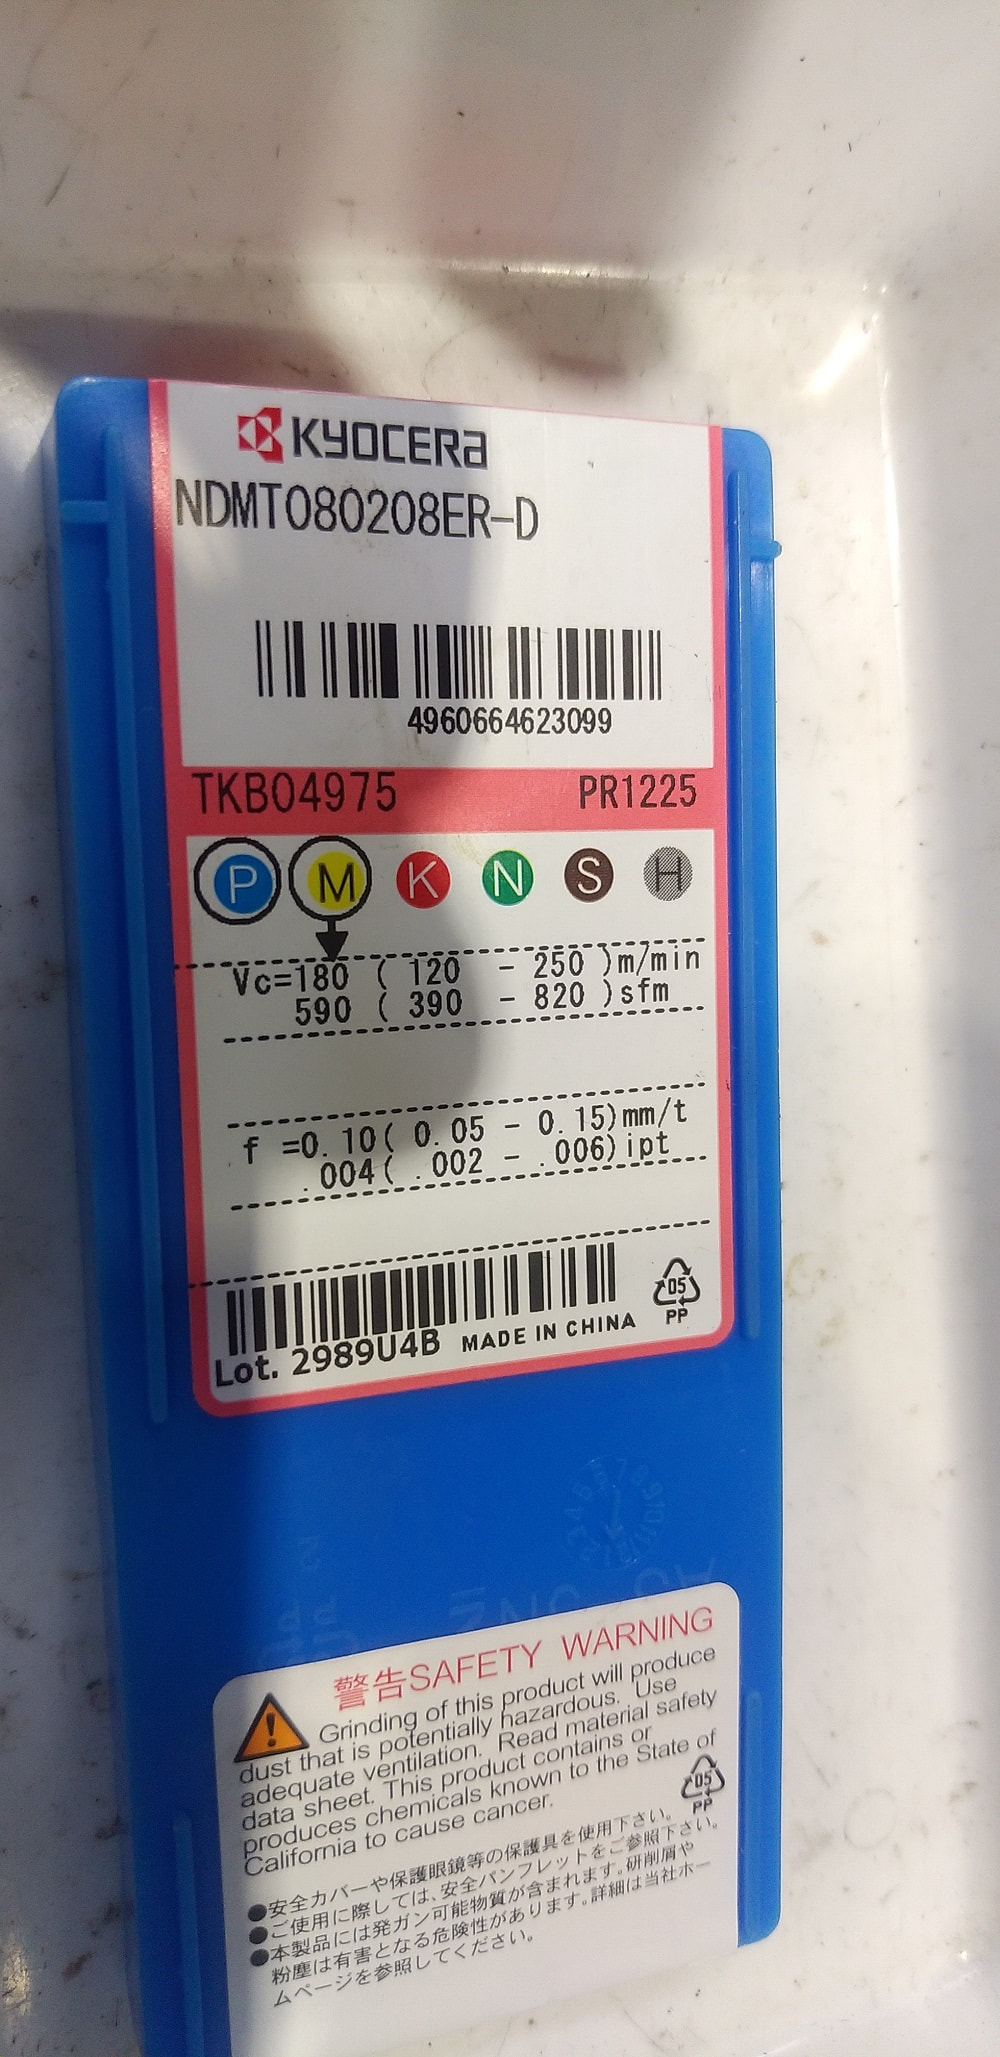 KYOCERA
NDMT080208ER-D
4960664623099
TKB04975 PR1225
P M K N S H
Vc=180 ( 120 - 250 )m/min
590 ( 390 - 820 )sfm
f =0.10( 0.05 - 0.15)mm/t
.004( .002 - .006)ipt
Lot. 2989U4B MADE IN CHINA
05
PP
警告SAFETY WARNING
Grinding of this product will produce
dust that is potentially hazardous. Use
adequate ventilation. Read material safety
data sheet. This product contains or
produces chemicals known to the State of
California to cause cancer.
05
PP
●安全カバーや保護眼鏡等の保護具を使用下さい。
●ご使用に際しては、安全パンフレットをご参照下さい。
●本製品には発ガン可能物質が含まれます。研削屑や
粉塵は有害となる危険性があります。詳細は当社ホー
ムページを参照してください。